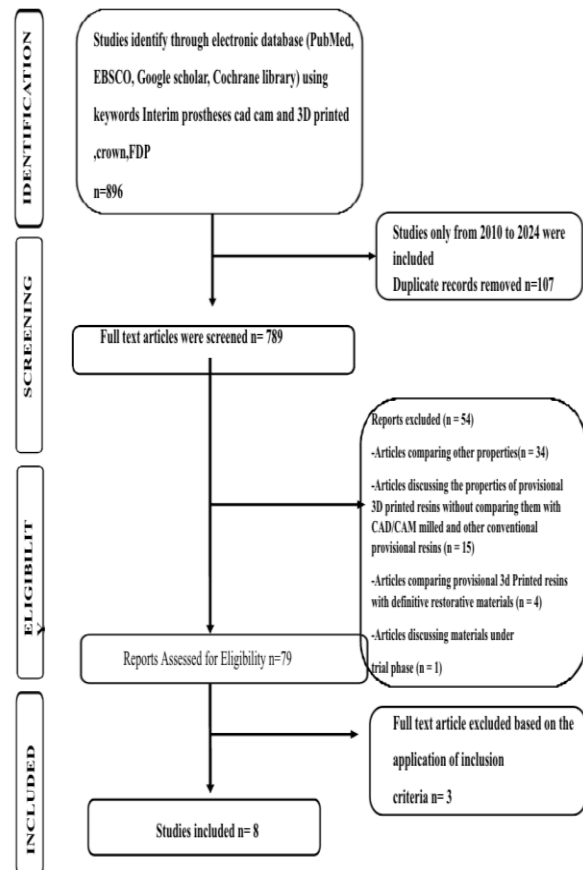 IDENTIFICATION
Studies identify through electronic database (PubMed,
EBSCO, Google scholar, Cochrane library) using
keywords Interim prostheses cad cam and 3D printed
,crown,FDP
n=896
Studies only from 2010 to 2024 were
included
Duplicate records removed n=107
SCREENING
Full text articles were screened n= 789
Reports excluded (n = 54)
-Articles comparing other properties(n = 34)
-Articles discussing the properties of provisional
3D printed resins without comparing them with
CAD/CAM milled and other conventional
provisional resins (n = 15)
-Articles comparing provisional 3d Printed resins
with definitive restorative materials (n = 4)
-Articles discussing materials under
trial phase (n = 1)
ELIGIBILIT
Y
Reports Assessed for Eligibility n=79
Full text article excluded based on the
application of inclusion
criteria n= 3
INCLUDED
Studies included n= 8